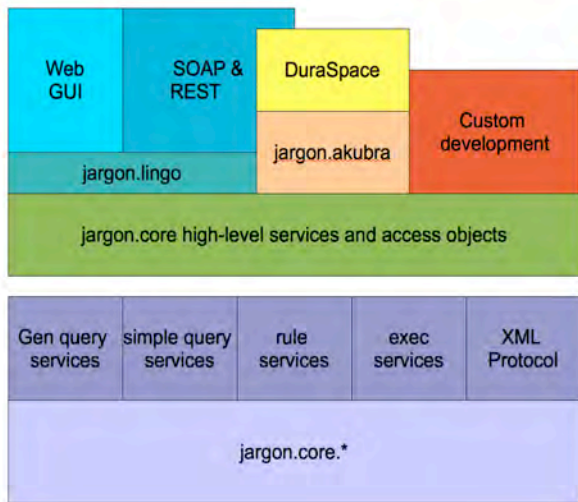 Web
GUI
SOAP &
REST
DuraSpace
Custom
development
jargon.akubra
jargon.lingo
jargon.core high-level services and access objects
Gen query
services
simple query
services
rule
services
exec
services
XML
Protocol
jargon.core.*